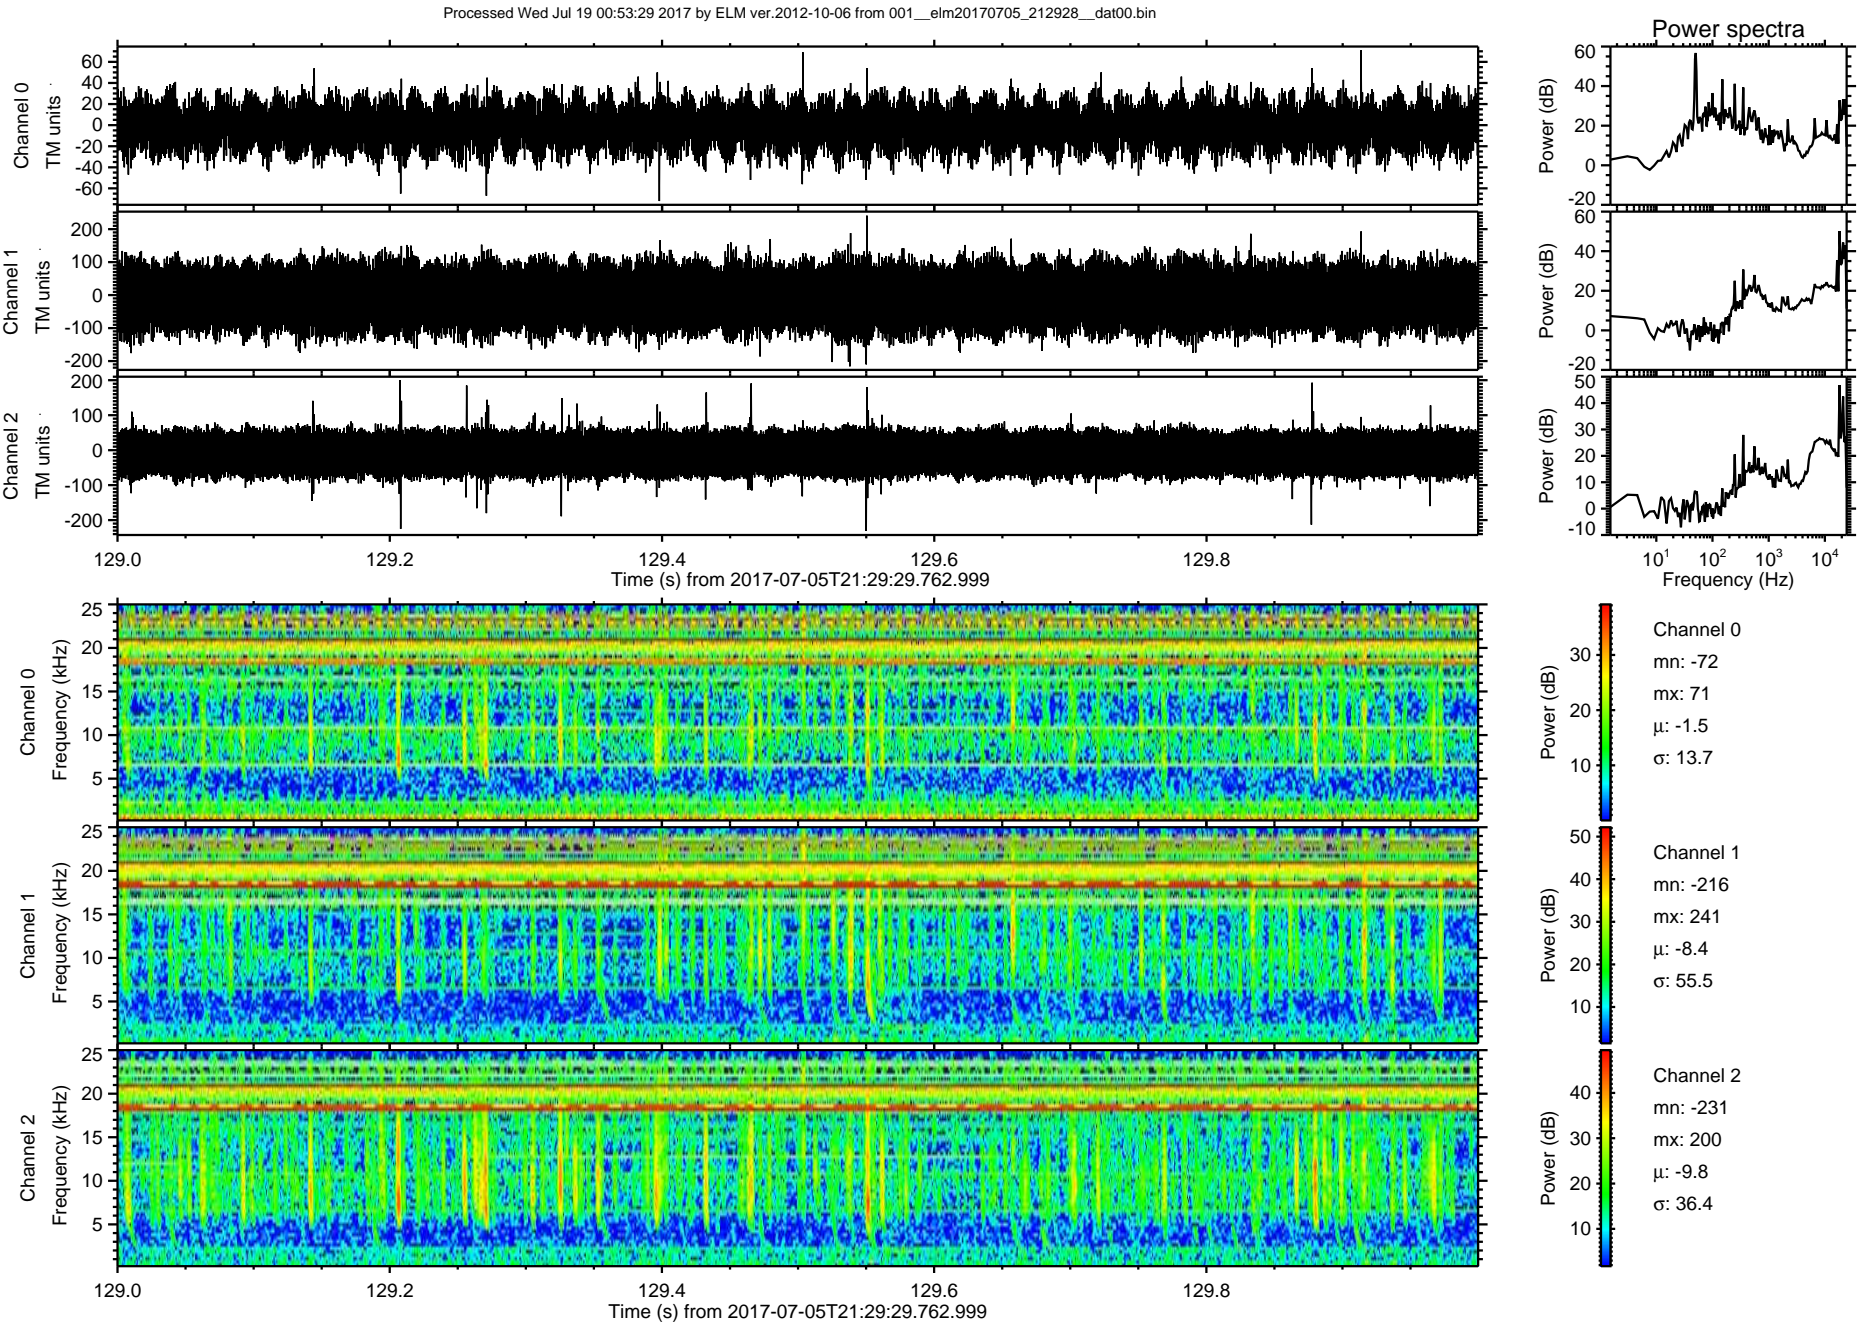 Processed Wed Jul 19 00:53:29 2017 by ELM ver.2012-10-06 from 001__elm20170705_212928__dat00.bin
Power spectra
Channel 0
TM units
60
40
20
0
-20
-40
-60
Power (dB)
60
40
20
0
-20
Channel 1
TM units
200
100
0
-100
-200
Power (dB)
60
40
20
0
-20
Channel 2
TM units
200
100
0
-100
-200
Power (dB)
50
40
30
20
10
0
-10
129.0 129.2 129.4 129.6 129.8
Time (s) from 2017-07-05T21:29:29.762.999
10¹ 10² 10³ 10⁴
Frequency (Hz)
Channel 0
Frequency (kHz)
25
20
15
10
5
Power (dB)
30
20
10
Channel 0
mn: -72
mx: 71
μ: -1.5
σ: 13.7
Channel 1
Frequency (kHz)
25
20
15
10
5
Power (dB)
50
40
30
20
10
Channel 1
mn: -216
mx: 241
μ: -8.4
σ: 55.5
Channel 2
Frequency (kHz)
25
20
15
10
5
Power (dB)
40
30
20
10
Channel 2
mn: -231
mx: 200
μ: -9.8
σ: 36.4
129.0 129.2 129.4 129.6 129.8
Time (s) from 2017-07-05T21:29:29.762.999